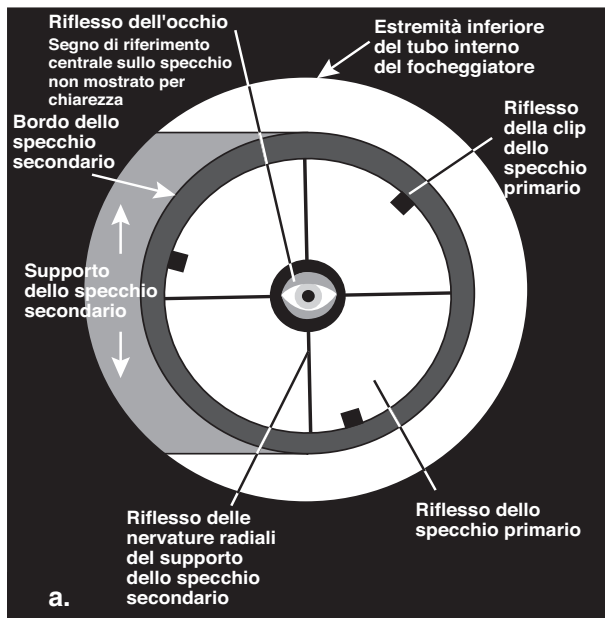 Riflesso dell'occhio
Segno di riferimento
centrale sullo specchio
non mostrato per
chiarezza
Estremità inferiore
del tubo interno
del focheggiatore
Bordo dello
specchio
secondario
Riflesso
della clip
dello
specchio
primario
Supporto
dello specchio
secondario
Riflesso delle
nervature radiali
del supporto
dello specchio
secondario
Riflesso dello
specchio primario
a.